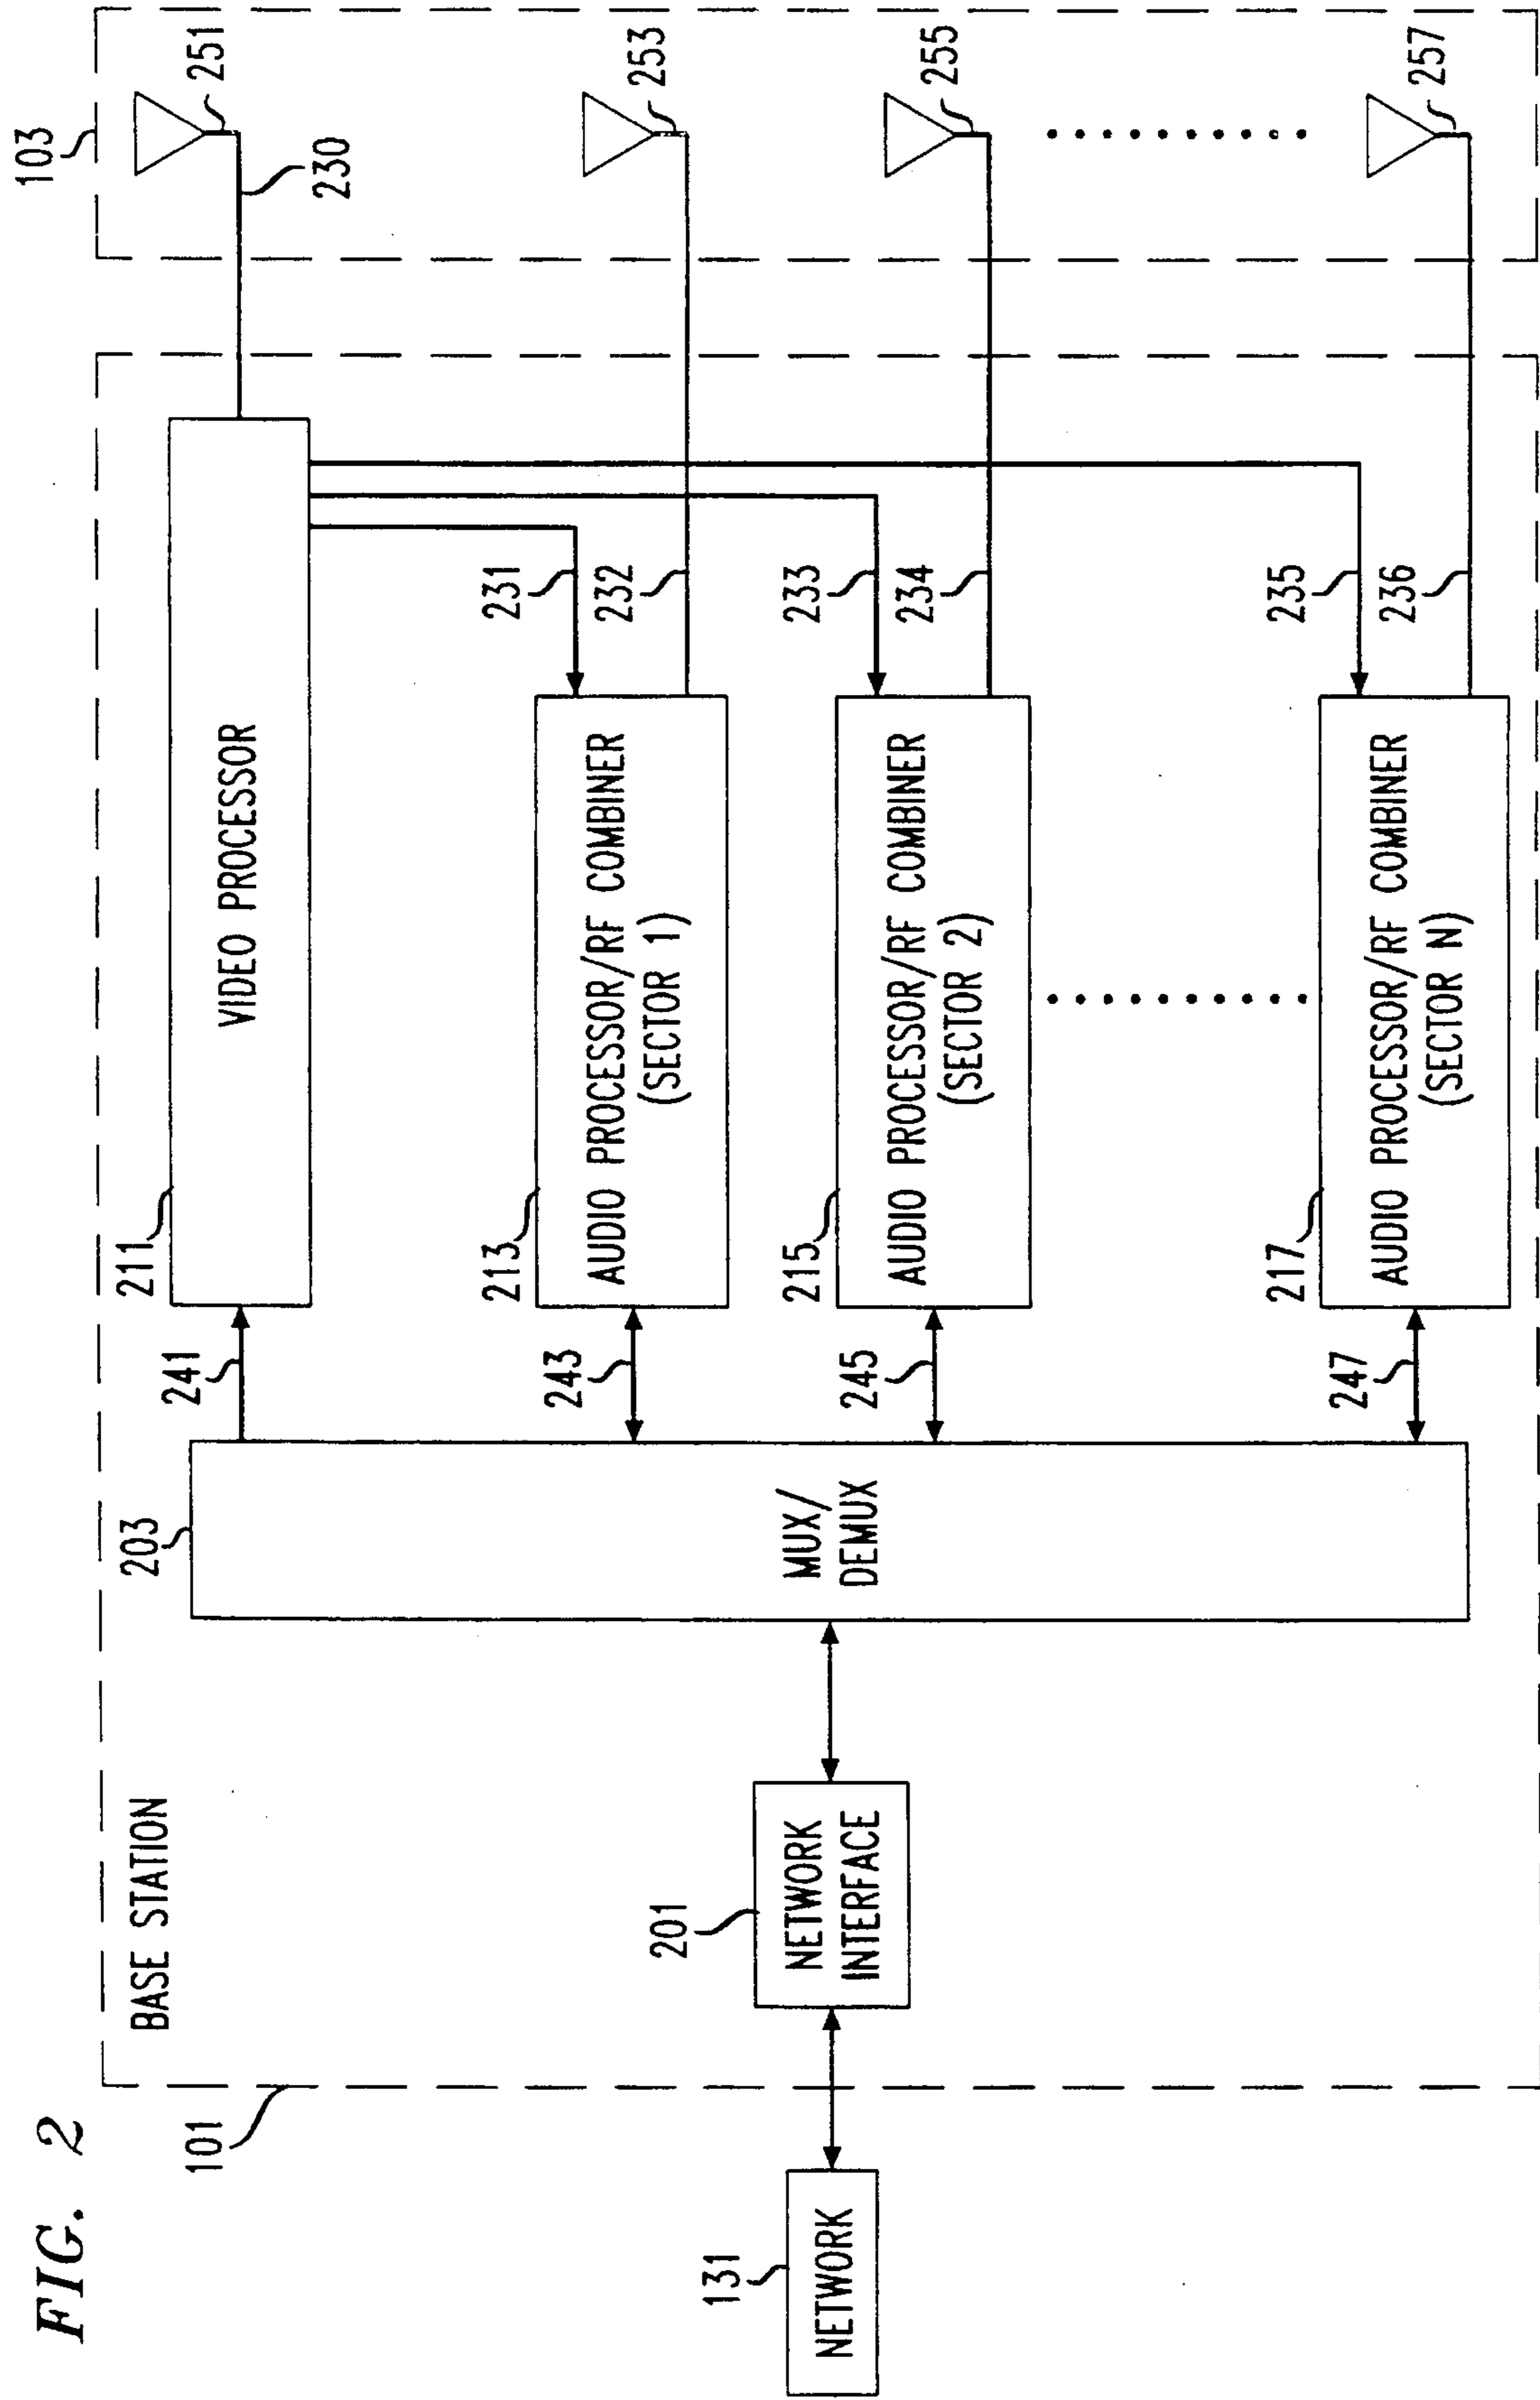 FIG. 2
101
BASE STATION
103
131
NETWORK
201
NETWORK
INTERFACE
203
MUX/
DEMUX
241
211
VIDEO PROCESSOR
230
251
243
213
AUDIO PROCESSOR/RF COMBINER
(SECTOR 1)
231
232
253
245
215
AUDIO PROCESSOR/RF COMBINER
(SECTOR 2)
233
234
255
247
217
AUDIO PROCESSOR/RF COMBINER
(SECTOR N)
235
236
257